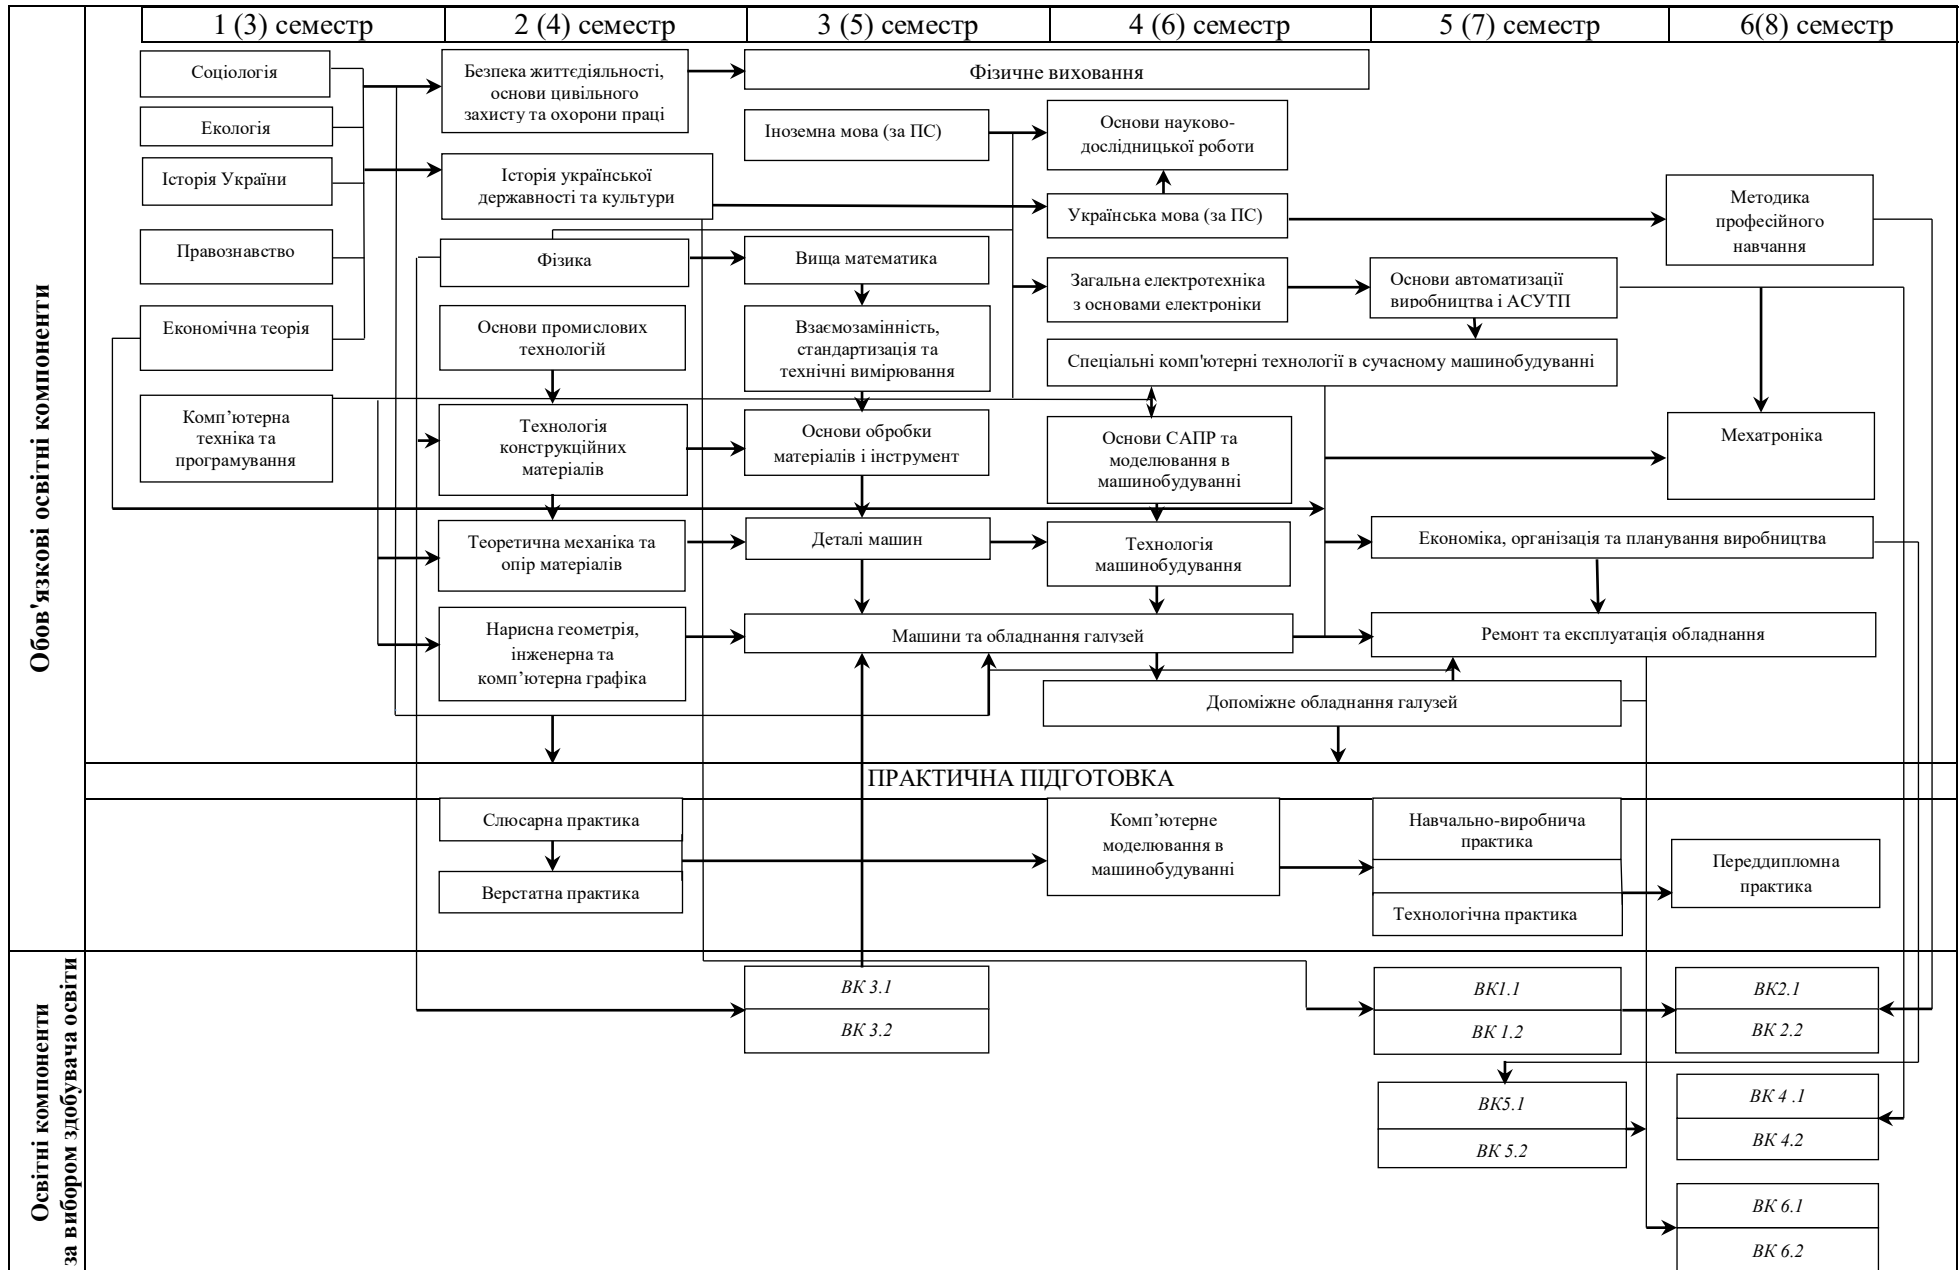 1 (3) семестр
2 (4) семестр
3 (5) семестр
4 (6) семестр
5 (7) семестр
6(8) семестр
Обов'язкові освітні компоненти
Соціологія
Екологія
Історія України
Правознавство
Економічна теорія
Комп’ютерна
техніка та
програмування
Безпека життєдіяльності,
основи цивільного
захисту та охорони праці
Історія української
державності та культури
Фізика
Основи промислових
технологій
Технологія
конструкційних
матеріалів
Теоретична механіка та
опір матеріалів
Нарисна геометрія,
інженерна та
комп’ютерна графіка
Фізичне виховання
Іноземна мова (за ПС)
Вища математика
Взаємозамінність,
стандартизація та
технічні вимірювання
Основи обробки
матеріалів і інструмент
Деталі машин
Машини та обладнання галузей
Основи науково-
дослідницької роботи
Українська мова (за ПС)
Загальна електротехніка
з основами електроніки
Спеціальні комп'ютерні технології в сучасному машинобудуванні
Основи САПР та
моделювання в
машинобудуванні
Технологія
машинобудування
Допоміжне обладнання галузей
Основи автоматизації
виробництва і АСУТП
Економіка, організація та планування виробництва
Ремонт та експлуатація обладнання
Методика
професійного
навчання
Мехатроніка
ПРАКТИЧНА ПІДГОТОВКА
Слюсарна практика
Верстатна практика
Комп’ютерне
моделювання в
машинобудуванні
Навчально-виробнича
практика
Технологічна практика
Переддипломна
практика
Освітні компоненти
за вибором здобувача освіти
ВК 3.1
ВК 3.2
ВК1.1
ВК 1.2
ВК2.1
ВК 2.2
ВК5.1
ВК 5.2
ВК 4 .1
ВК 4.2
ВК 6.1
ВК 6.2